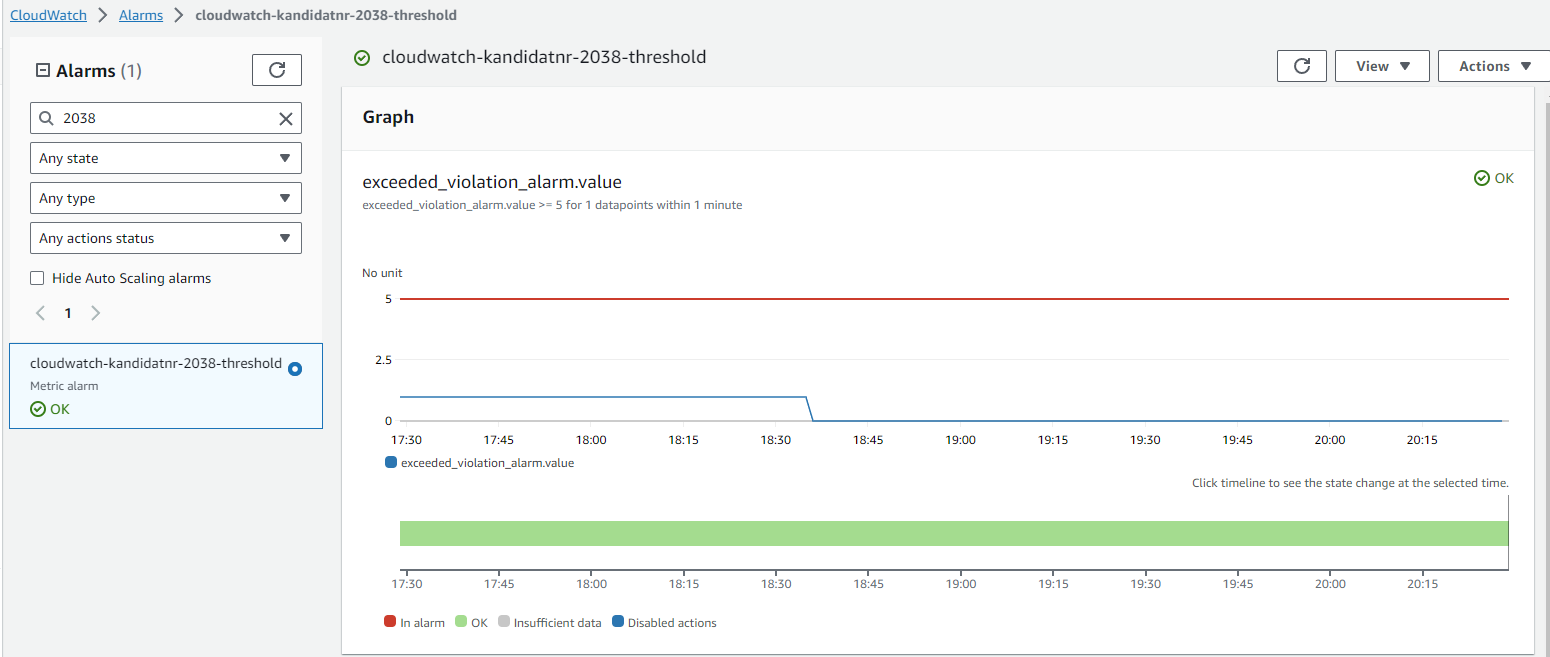 CloudWatch > Alarms > cloudwatch-kandidatnr-2038-threshold
Alarms (1)
2038
Any state
Any type
Any actions status
Hide Auto Scaling alarms
1
cloudwatch-kandidatnr-2038-threshold
Metric alarm
OK
cloudwatch-kandidatnr-2038-threshold
View
Actions
Graph
exceeded_violation_alarm.value
OK
exceeded_violation_alarm.value >= 5 for 1 datapoints within 1 minute
No unit
5
2.5
0
17:30 17:45 18:00 18:15 18:30 18:45 19:00 19:15 19:30 19:45 20:00 20:15
exceeded_violation_alarm.value
Click timeline to see the state change at the selected time.
17:30 17:45 18:00 18:15 18:30 18:45 19:00 19:15 19:30 19:45 20:00 20:15
In alarm OK Insufficient data Disabled actions